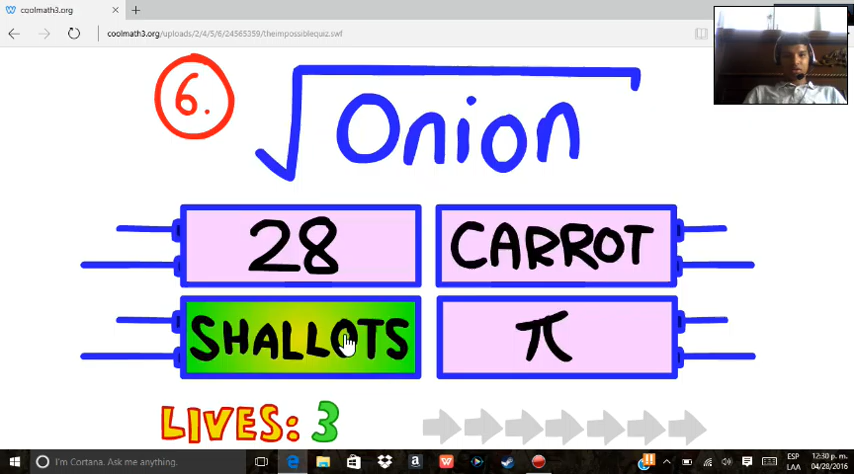 coolmath3.org
coolmath3.org/uploads/2/4/5/6/24565359/theimpossiblequiz.swf
6.
√Onion
28
CARROT
SHALLOTS
π
LIVES: 3
I'm Cortana. Ask me anything.
ESP
LAA
12:30 p. m.
04/28/2016